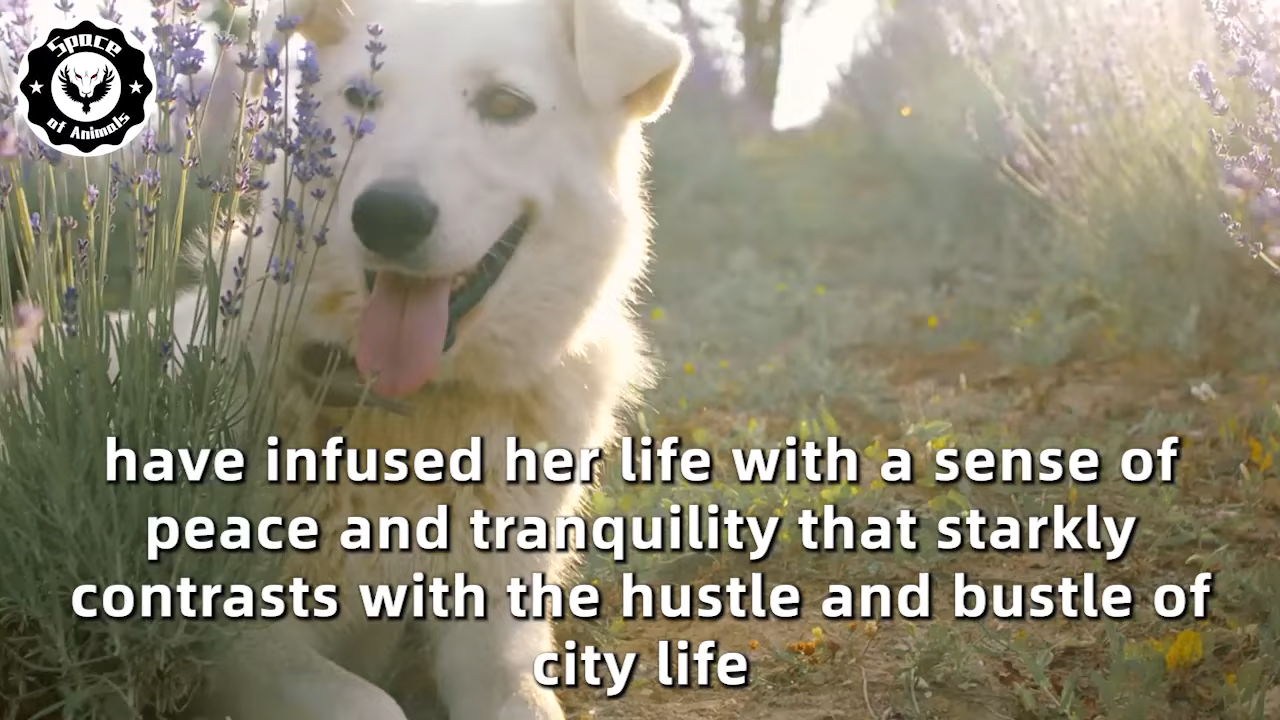 Space
of Animals
have infused her life with a sense of
peace and tranquility that starkly
contrasts with the hustle and bustle of
city life